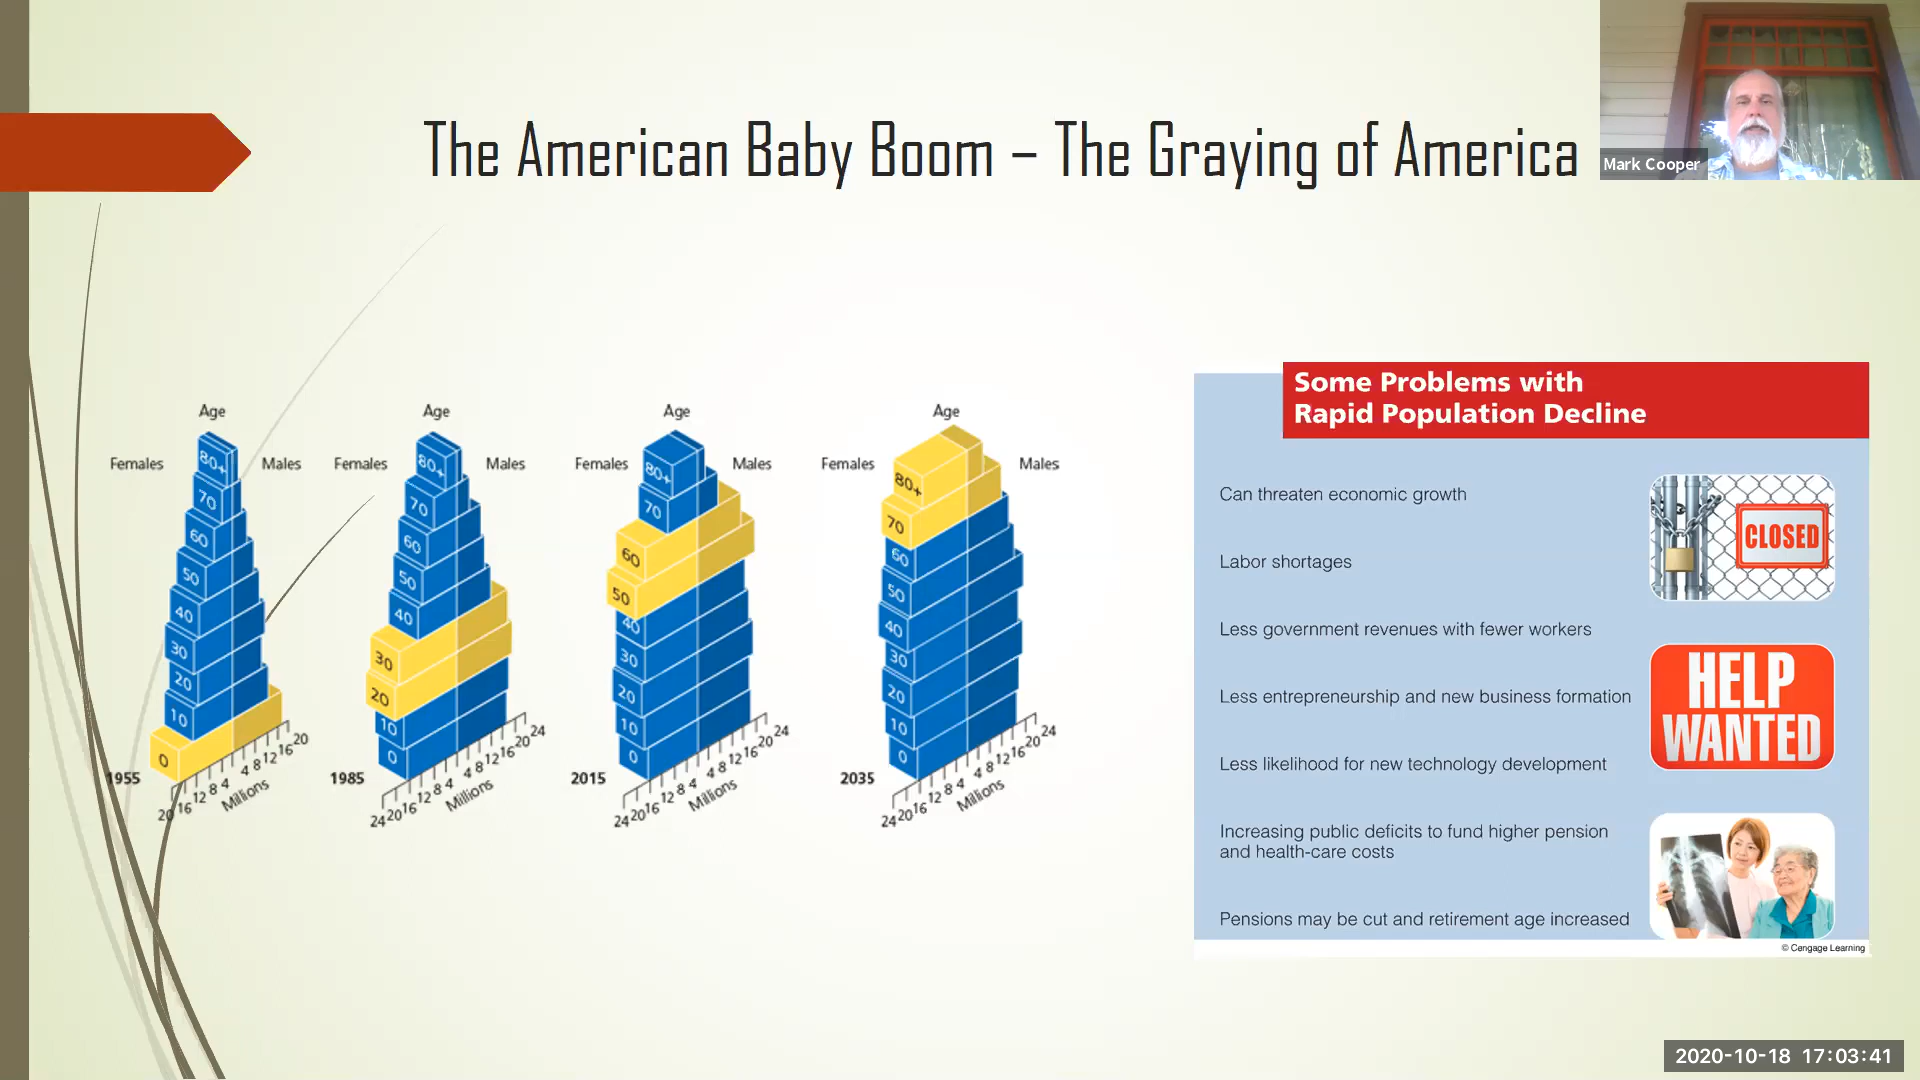 The American Baby Boom – The Graying of America
Mark Cooper
Age
Females
Males
80+
70
60
50
40
30
20
10
0
1955
20 16 12 8 4
4 8 12 16 20
Millions
Age
Females
Males
80+
70
60
50
40
30
20
10
0
1985
24 20 16 12 8 4
4 8 12 16 20 24
Millions
Age
Females
Males
80+
70
60
50
40
30
20
10
0
2015
24 20 16 12 8 4
4 8 12 16 20 24
Millions
Age
Females
Males
80+
70
60
50
40
30
20
10
0
2035
24 20 16 12 8 4
4 8 12 16 20 24
Millions
Some Problems with
Rapid Population Decline
Can threaten economic growth
CLOSED
Labor shortages
Less government revenues with fewer workers
HELP
WANTED
Less entrepreneurship and new business formation
Less likelihood for new technology development
Increasing public deficits to fund higher pension
and health-care costs
Pensions may be cut and retirement age increased
© Cengage Learning
2020-10-18 17:03:41